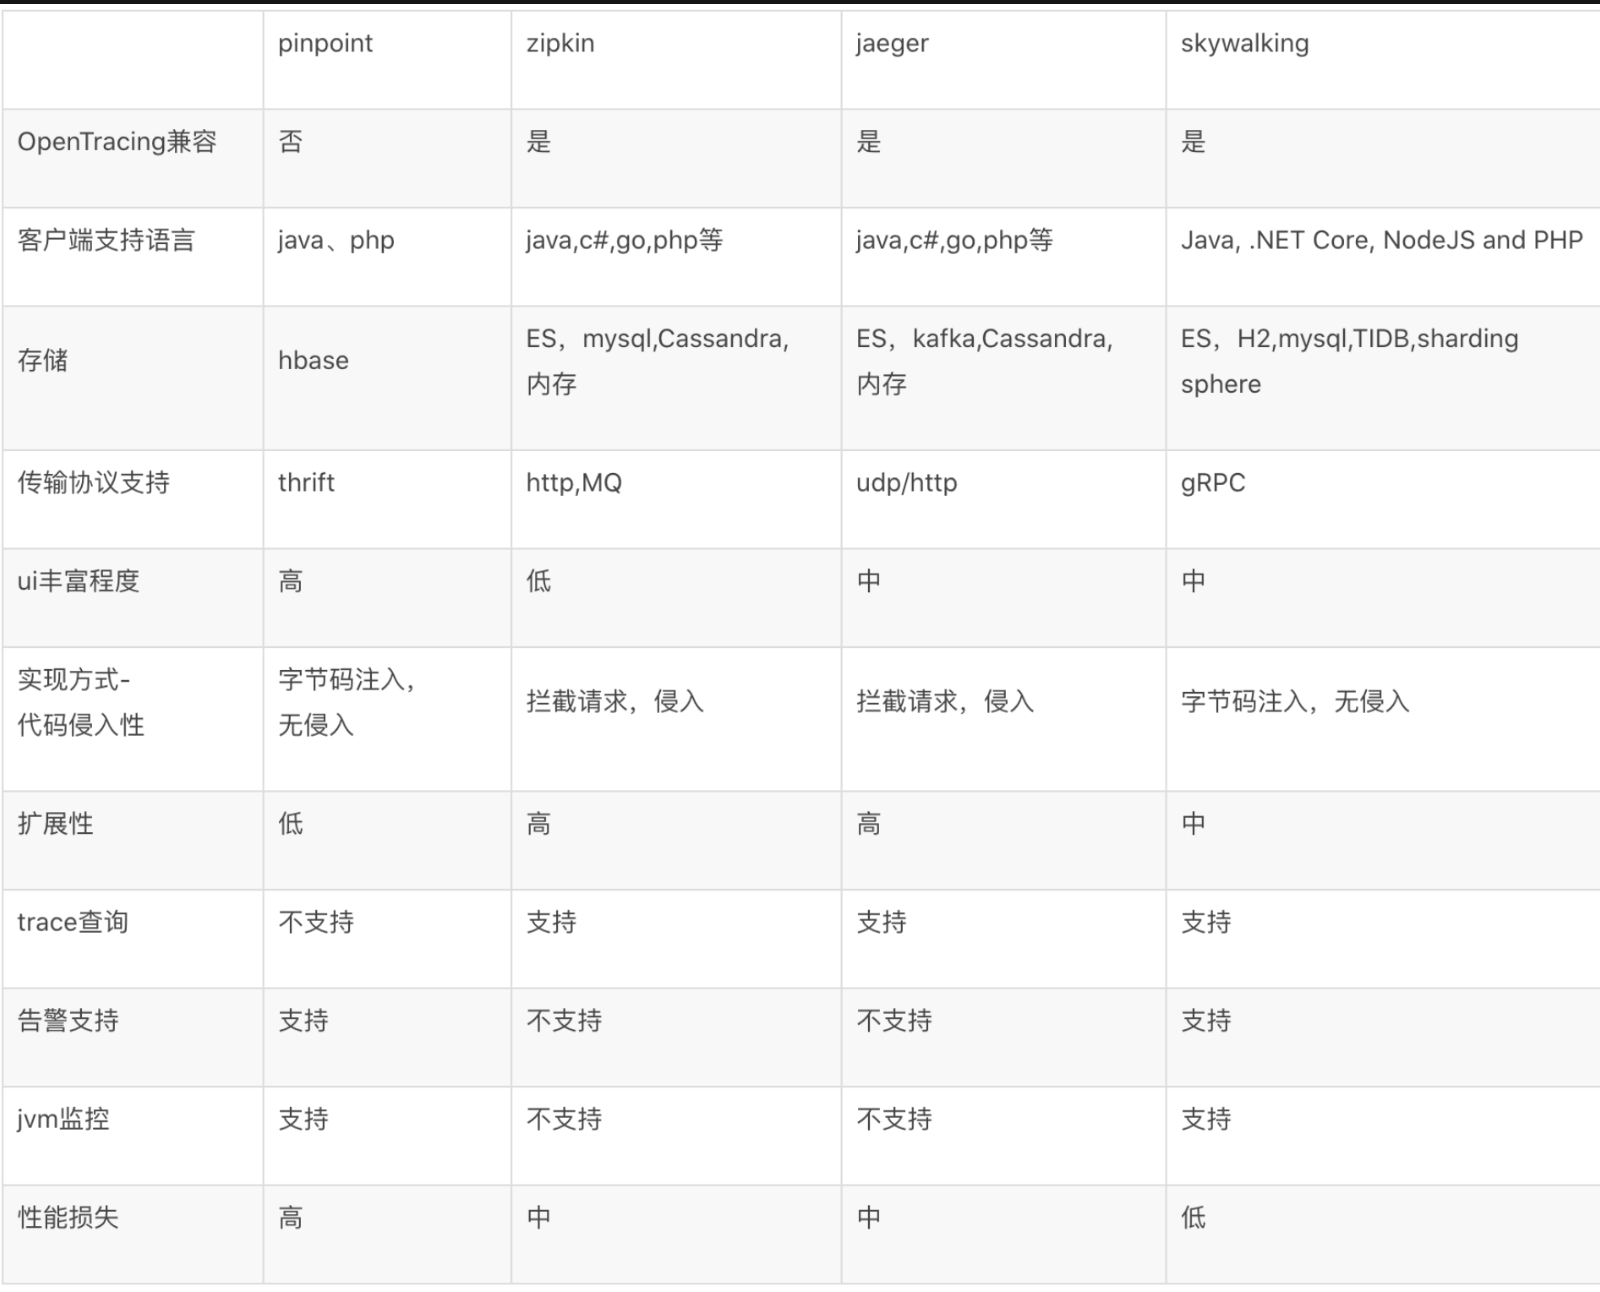 pinpoint zipkin jaeger skywalking
OpenTracing兼容 否 是 是 是
客户端支持语言 java、php java,c#,go,php等 java,c#,go,php等 Java, .NET Core, NodeJS and PHP
存储 hbase ES，mysql,Cassandra, ES，kafka,Cassandra, ES，H2,mysql,TIDB,sharding
内存 内存 sphere
传输协议支持 thrift http,MQ udp/http gRPC
ui丰富程度 高 低 中 中
实现方式- 字节码注入， 拦截请求，侵入 拦截请求，侵入 字节码注入，无侵入
代码侵入性 无侵入
扩展性 低 高 高 中
trace查询 不支持 支持 支持 支持
告警支持 支持 不支持 不支持 支持
jvm监控 支持 不支持 不支持 支持
性能损失 高 中 中 低